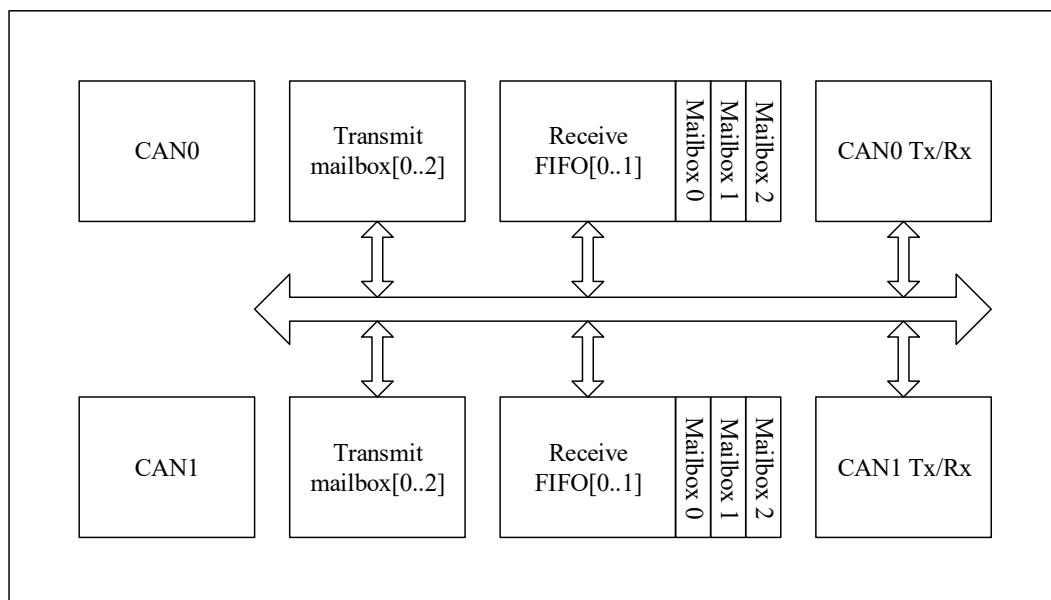 CAN0
Transmit
mailbox[0..2]
Receive
FIFO[0..1]
Mailbox 0
Mailbox 1
Mailbox 2
CAN0 Tx/Rx
CAN1
Transmit
mailbox[0..2]
Receive
FIFO[0..1]
Mailbox 0
Mailbox 1
Mailbox 2
CAN1 Tx/Rx